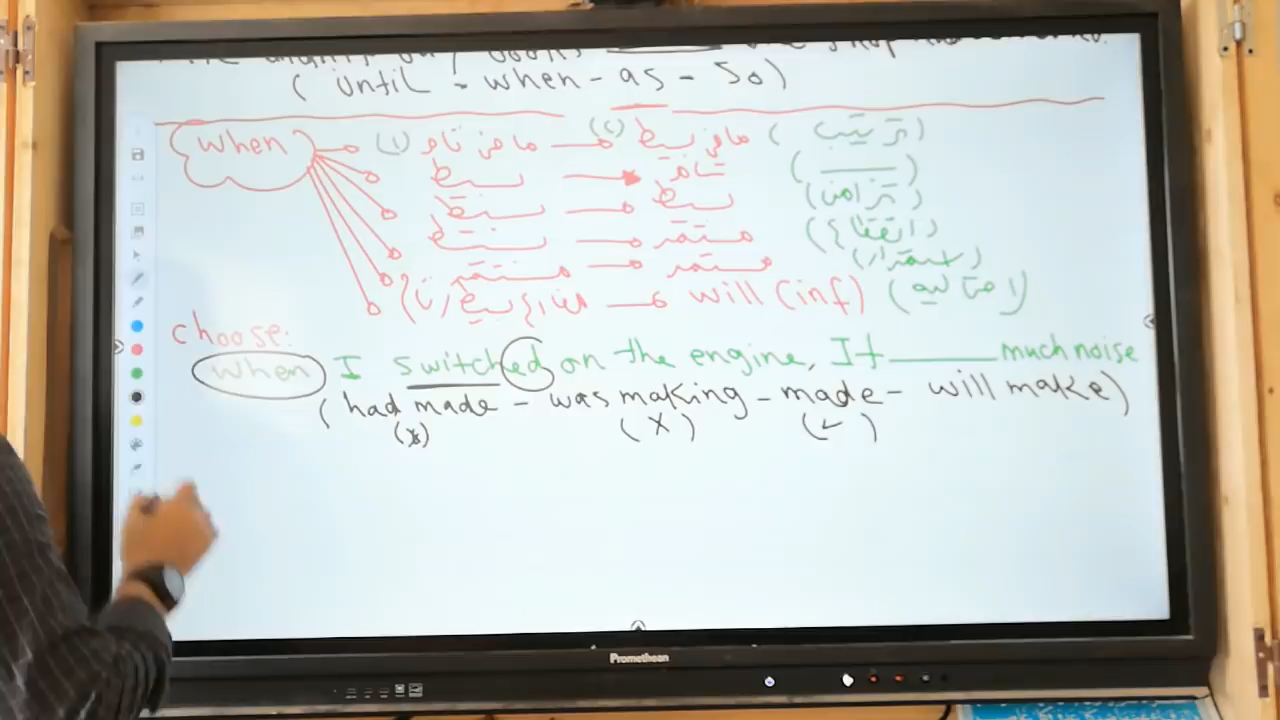 ( until - when - as - so )
when (1) ماضي تام (2) ماضي بسيط ( ترتيب )
بسيط تام ( )
بسيط بسيط ( تزامن )
بسيط مستمر ( انقطاع )
مستمر مستمر ( استمرار )
will (inf) ( احتمالية )
choose:
when I switched on the engine, It ______ much noise
( had made - was making - made - will make )
(x) (x) (✓)
Promethean